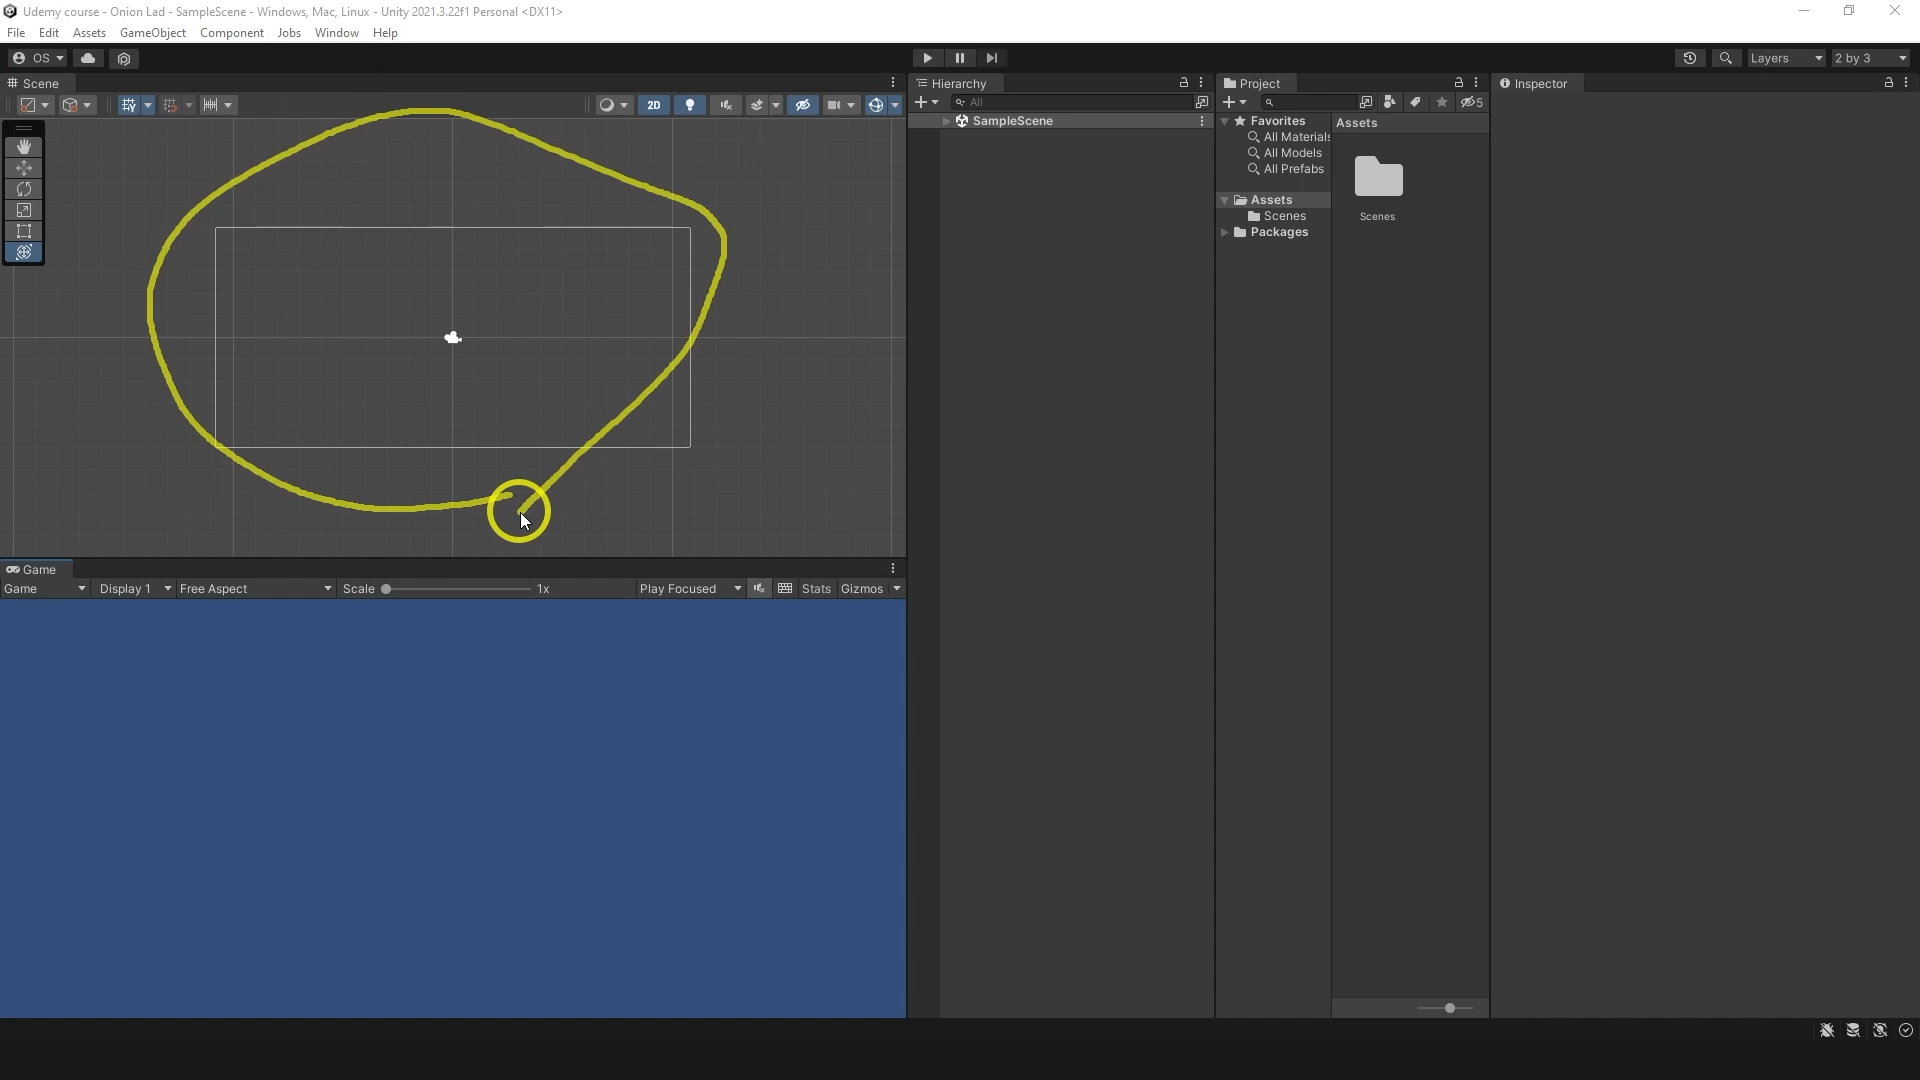 Udemy course - Onion Lad - SampleScene - Windows, Mac, Linux - Unity 2021.3.22f1 Personal <DX11>
File Edit Assets GameObject Component Jobs Window Help
OS Layers 2 by 3
Scene Hierarchy Project Inspector
2D All 5
SampleScene Favorites Assets
All Materials
All Models
All Prefabs
Assets
Scenes Scenes
Packages
Game
Game Display 1 Free Aspect Scale 1x Play Focused Stats Gizmos